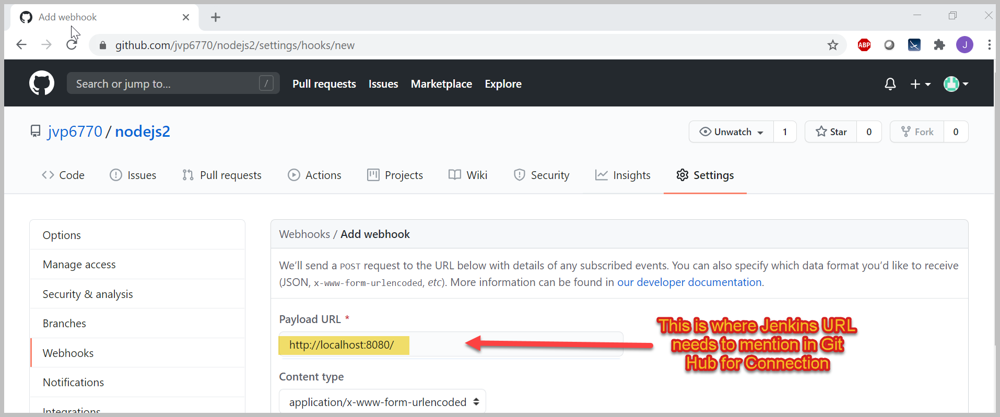 Add webhook
github.com/jvp6770/nodejs2/settings/hooks/new
ABP
J
Search or jump to...
/
Pull requests
Issues
Marketplace
Explore
jvp6770 / nodejs2
Unwatch
1
Star
0
Fork
0
Code
Issues
Pull requests
Actions
Projects
Wiki
Security
Insights
Settings
Options
Manage access
Security & analysis
Branches
Webhooks
Notifications
Integrations
Webhooks / Add webhook
We’ll send a POST request to the URL below with details of any subscribed events. You can also specify which data format you’d like to receive
(JSON, x-www-form-urlencoded, etc). More information can be found in our developer documentation.
Payload URL *
http://localhost:8080/
This is where Jenkins URL
needs to mention in Git
Hub for Connection
Content type
application/x-www-form-urlencoded